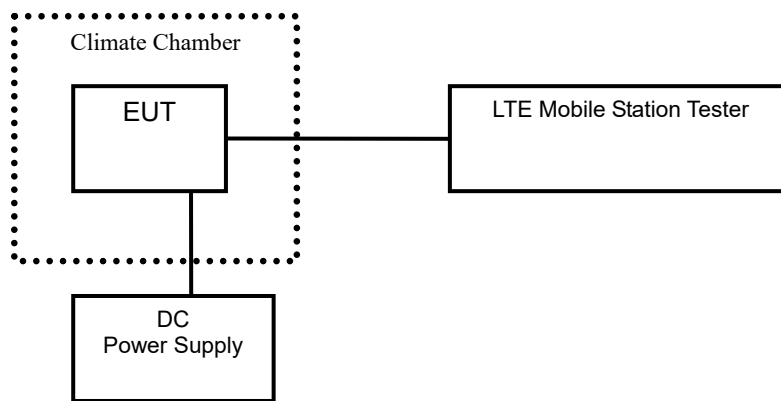 Climate Chamber
EUT
LTE Mobile Station Tester
DC
Power Supply